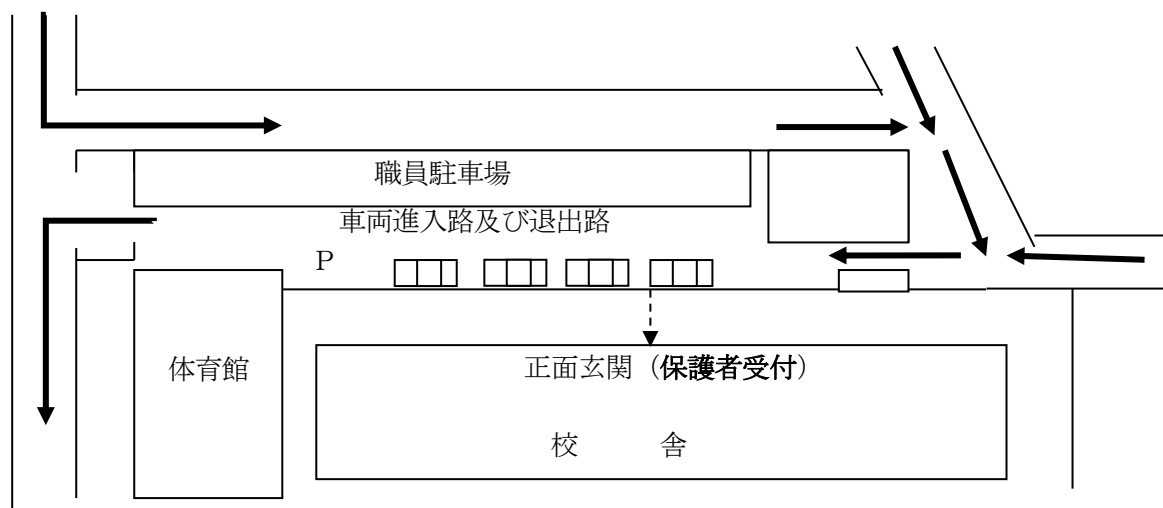 職員駐車場
車両進入路及び退出路
P
体育館
正面玄関（保護者受付）
校　　舎